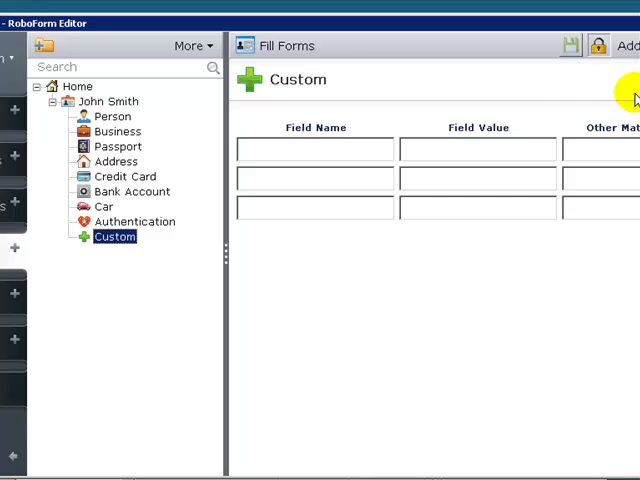 - RoboForm Editor
More
Fill Forms
Add
Search
Custom
Home
John Smith
Person
Business
Passport
Address
Credit Card
Bank Account
Car
Authentication
Custom
Field Name
Field Value
Other Mat